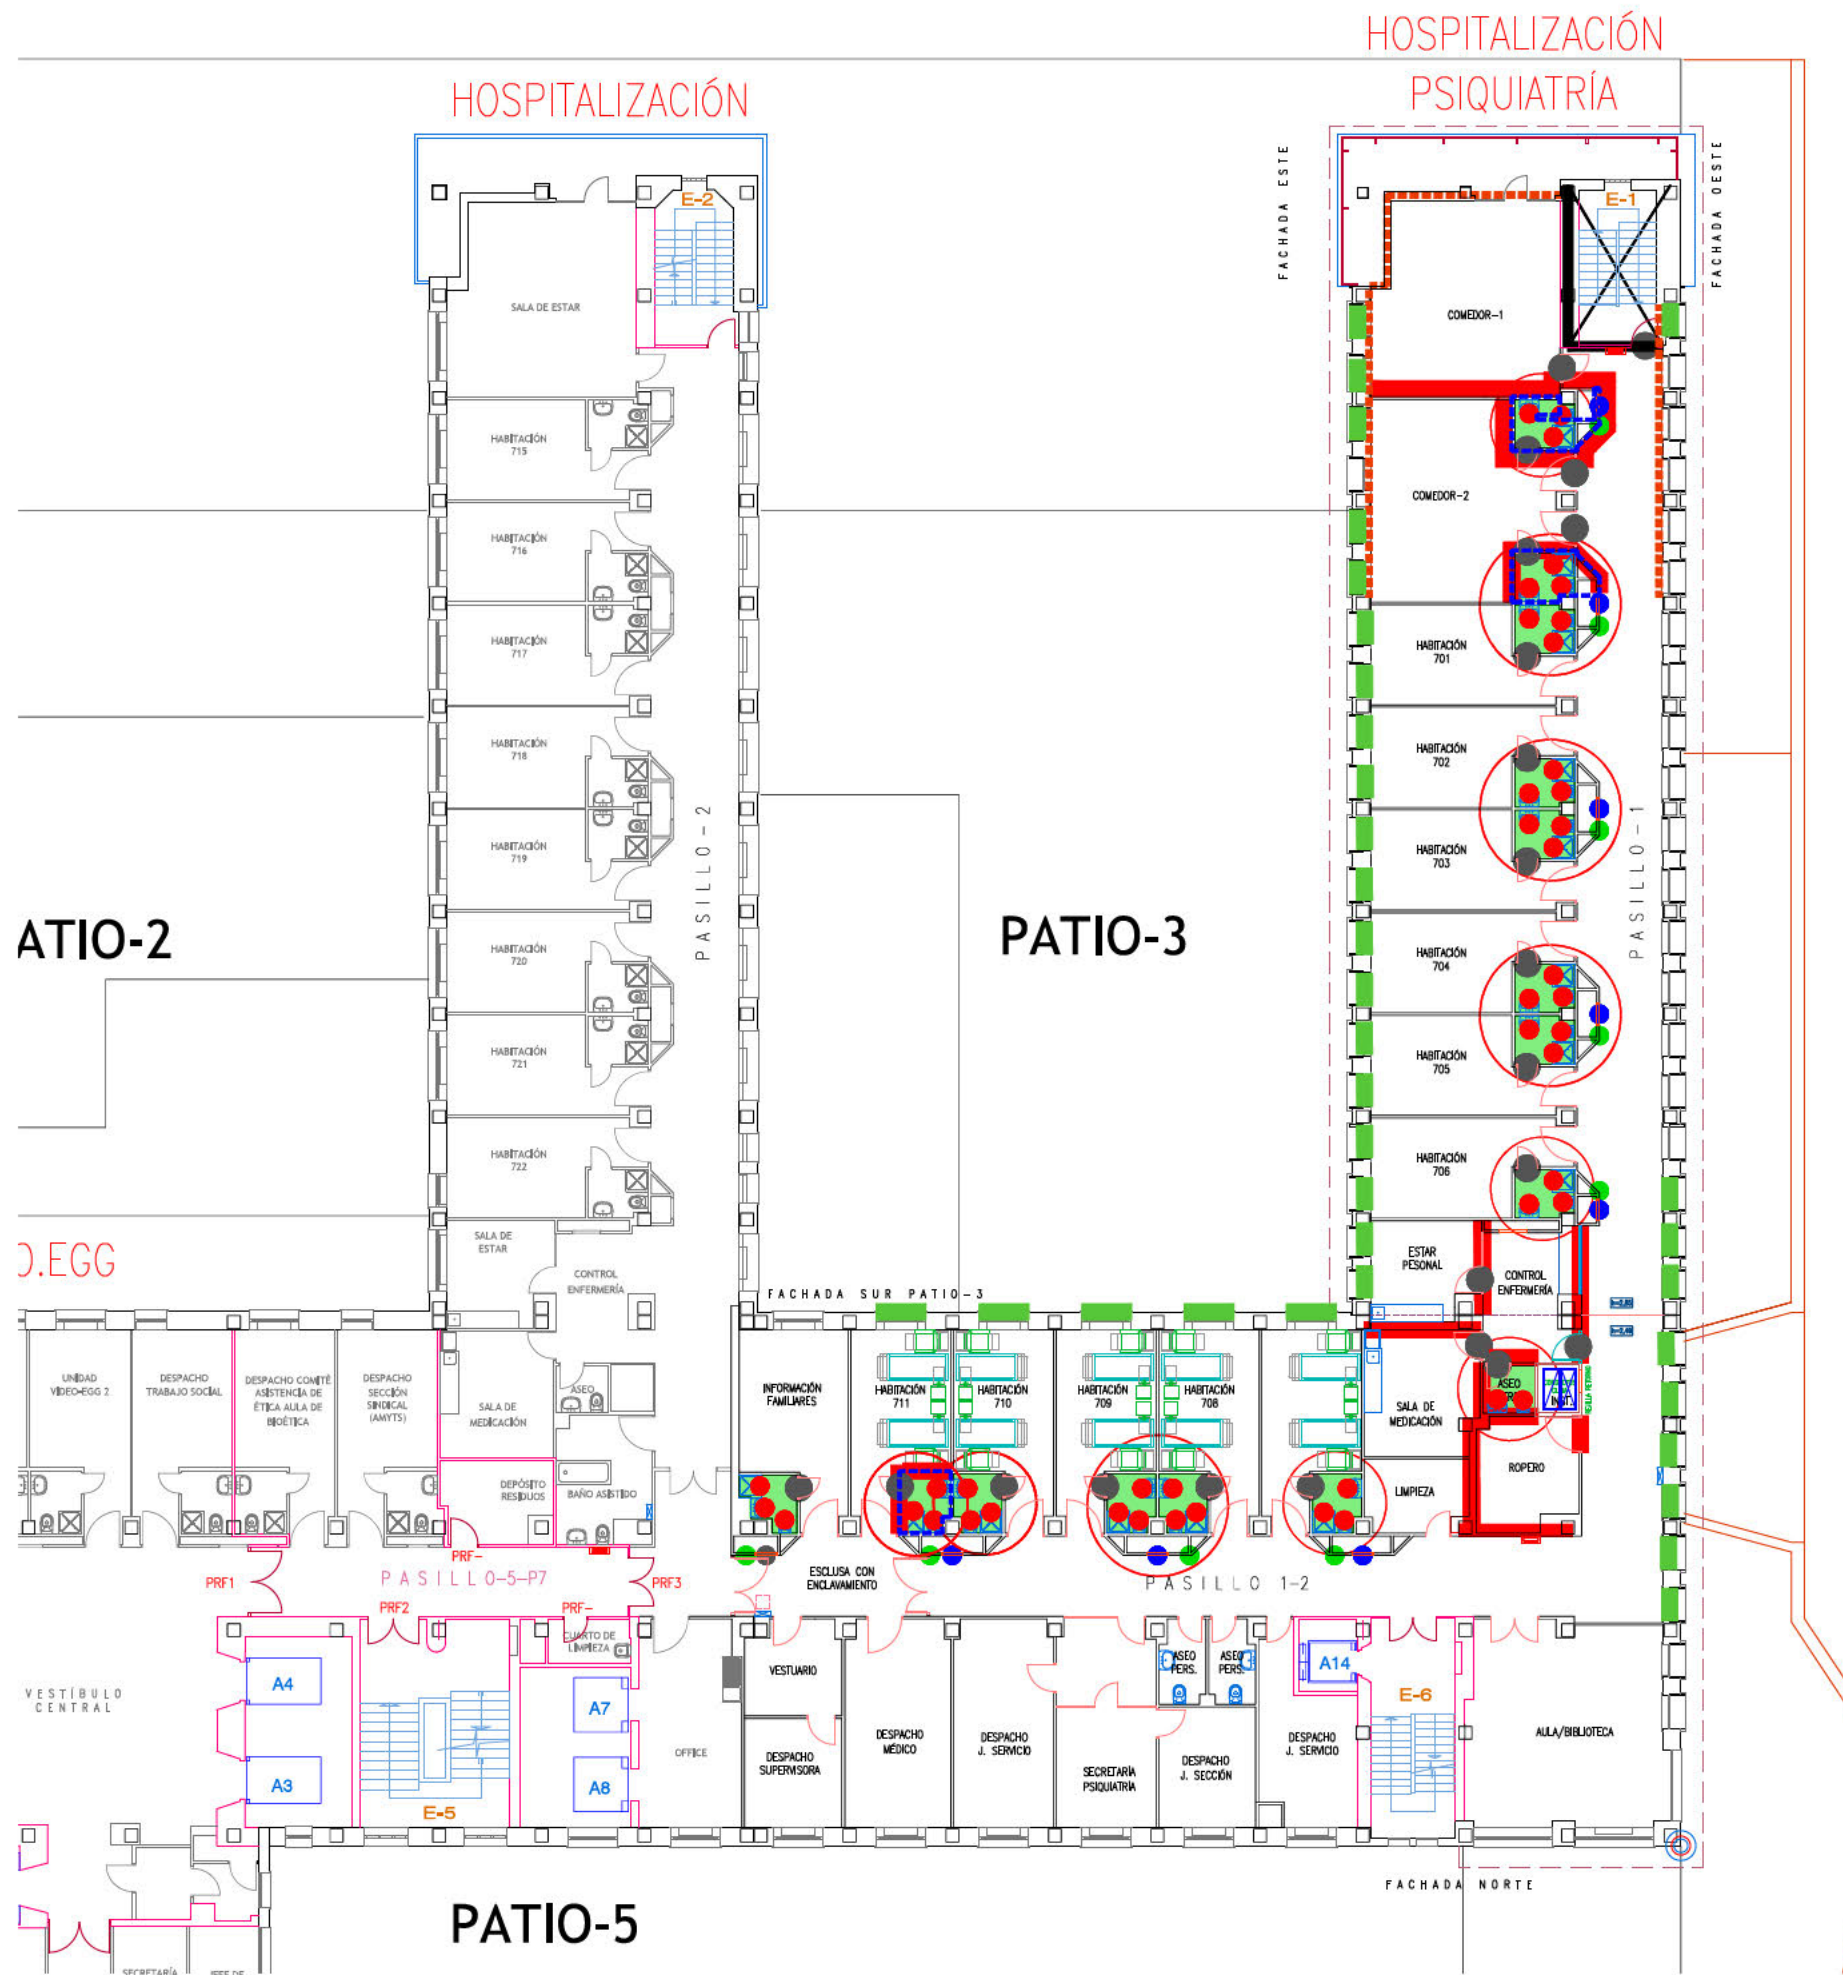 HOSPITALIZACIÓN
PSIQUIATRÍA
HOSPITALIZACIÓN
FACHADA ESTE
FACHADA OESTE
E-2
E-1
SALA DE ESTAR
COMEDOR-1
HABITACIÓN
715
COMEDOR-2
HABITACIÓN
716
HABITACIÓN
717
HABITACIÓN
701
HABITACIÓN
718
HABITACIÓN
702
PASILLO-2
PASILLO-1
HABITACIÓN
719
HABITACIÓN
703
ATIO-2
PATIO-3
HABITACIÓN
720
HABITACIÓN
704
HABITACIÓN
721
HABITACIÓN
705
HABITACIÓN
722
HABITACIÓN
706
O.EGG
SALA DE
ESTAR
CONTROL
ENFERMERÍA
ESTAR
PESONAL
CONTROL
ENFERMERÍA
FACHADA SUR PATIO-3
UNIDAD
VIDEO-EGG 2
DESPACHO
TRABAJO SOCIAL
DESPACHO COMITÉ
ASISTENCIA DE
ÉTICA AULA DE
BIOÉTICA
DESPACHO
SECCIÓN
SINDICAL
(AMYTS)
SALA DE
MEDICACIÓN
ASEO
INFORMACIÓN
FAMILIARES
HABITACIÓN
711
HABITACIÓN
710
HABITACIÓN
709
HABITACIÓN
708
SALA DE
MEDICACIÓN
ASEO
INST.
DEPÓSITO
RESIDUOS
BAÑO ASISTIDO
LIMPIEZA
ROPERO
PRF1
PRF-
PASILLO-5-P7
PRF2
PRF-
PRF3
ESCLUSA CON
ENCLAVAMIENTO
PASILLO 1-2
CUARTO DE
LIMPIEZA
VESTÍBULO
CENTRAL
A4
A3
E-5
A7
A8
OFFICE
VESTUARIO
DESPACHO
SUPERVISORA
DESPACHO
MÉDICO
DESPACHO
J. SERVICIO
SECRETARÍA
PSIQUIATRÍA
ASEO
PERS.
ASEO
PERS.
DESPACHO
J. SECCIÓN
DESPACHO
J. SERVICIO
A14
E-6
AULA/BIBLIOTECA
FACHADA NORTE
PATIO-5
SECRETARÍA
JEFE DE